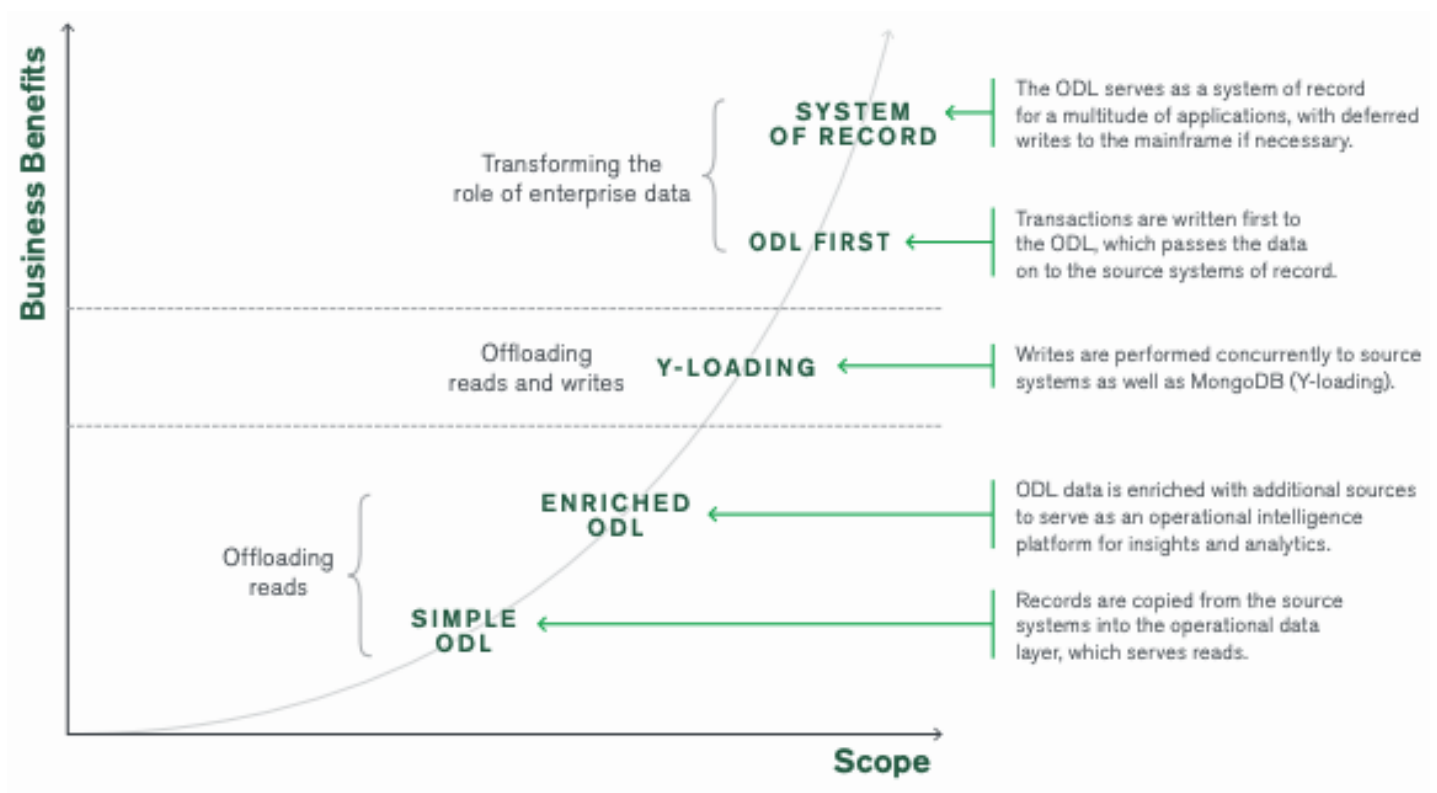 Business Benefits
SYSTEM
OF RECORD
The ODL serves as a system of record
for a multitude of applications, with deferred
writes to the mainframe if necessary.
Transforming the
role of enterprise data
ODL FIRST
Transactions are written first to
the ODL, which passes the data
on to the source systems of record.
Offloading
reads and writes
Y-LOADING
Writes are performed concurrently to source
systems as well as MongoDB (Y-loading).
ENRICHED
ODL
ODL data is enriched with additional sources
to serve as an operational intelligence
platform for insights and analytics.
Offloading
reads
SIMPLE
ODL
Records are copied from the source
systems into the operational data
layer, which serves reads.
Scope